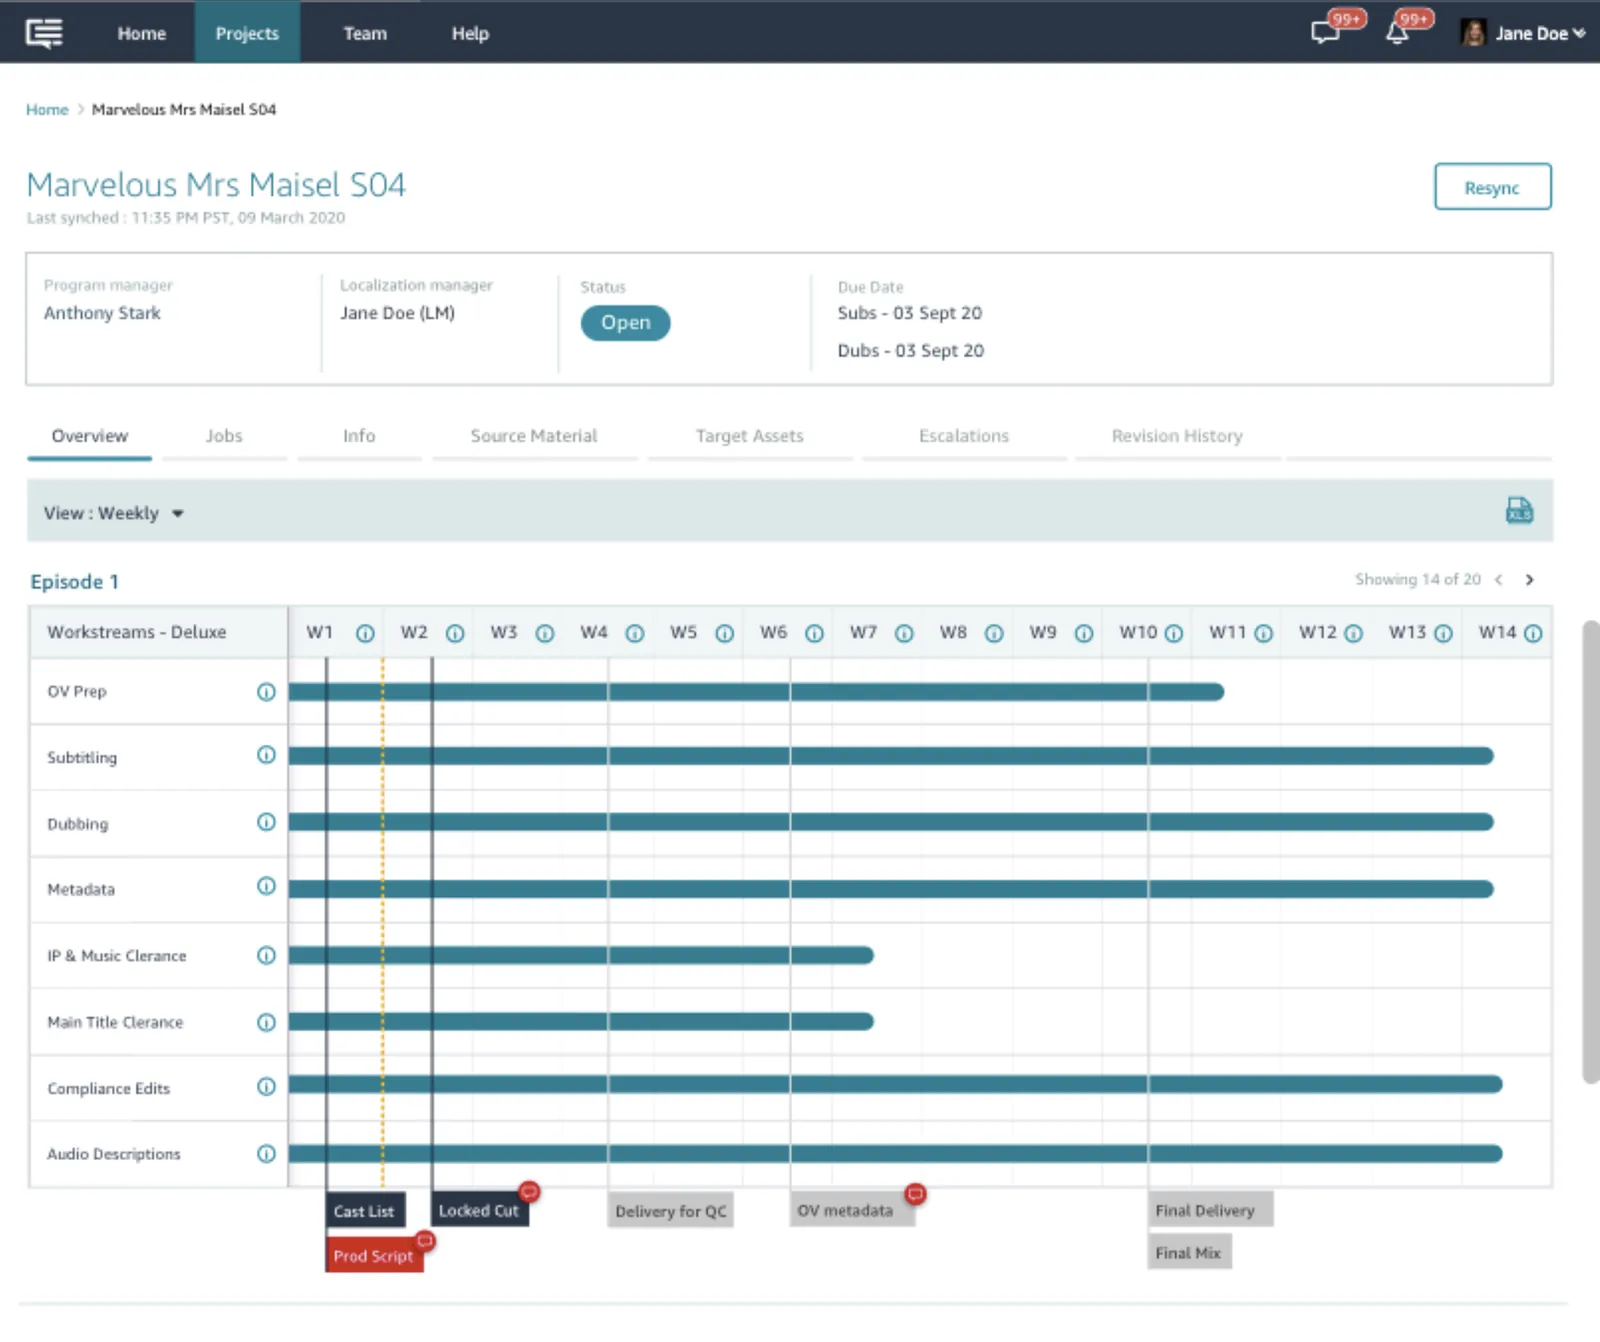 Home Projects Team Help 99+ 99+ Jane Doe
Home > Marvelous Mrs Maisel S04
Marvelous Mrs Maisel S04
Resync
Last synched : 11:35 PM PST, 09 March 2020
Program manager Localization manager Status Due Date
Anthony Stark Jane Doe (LM) Open Subs - 03 Sept 20
Dubs - 03 Sept 20
Overview Jobs Info Source Material Target Assets Escalations Revision History
View : Weekly XLS
Episode 1 Showing 14 of 20 < >
Workstreams - Deluxe W1 W2 W3 W4 W5 W6 W7 W8 W9 W10 W11 W12 W13 W14
OV Prep
Subtitling
Dubbing
Metadata
IP & Music Clerance
Main Title Clerance
Compliance Edits
Audio Descriptions
Cast List Locked Cut Delivery for QC OV metadata Final Delivery
Prod Script Final Mix